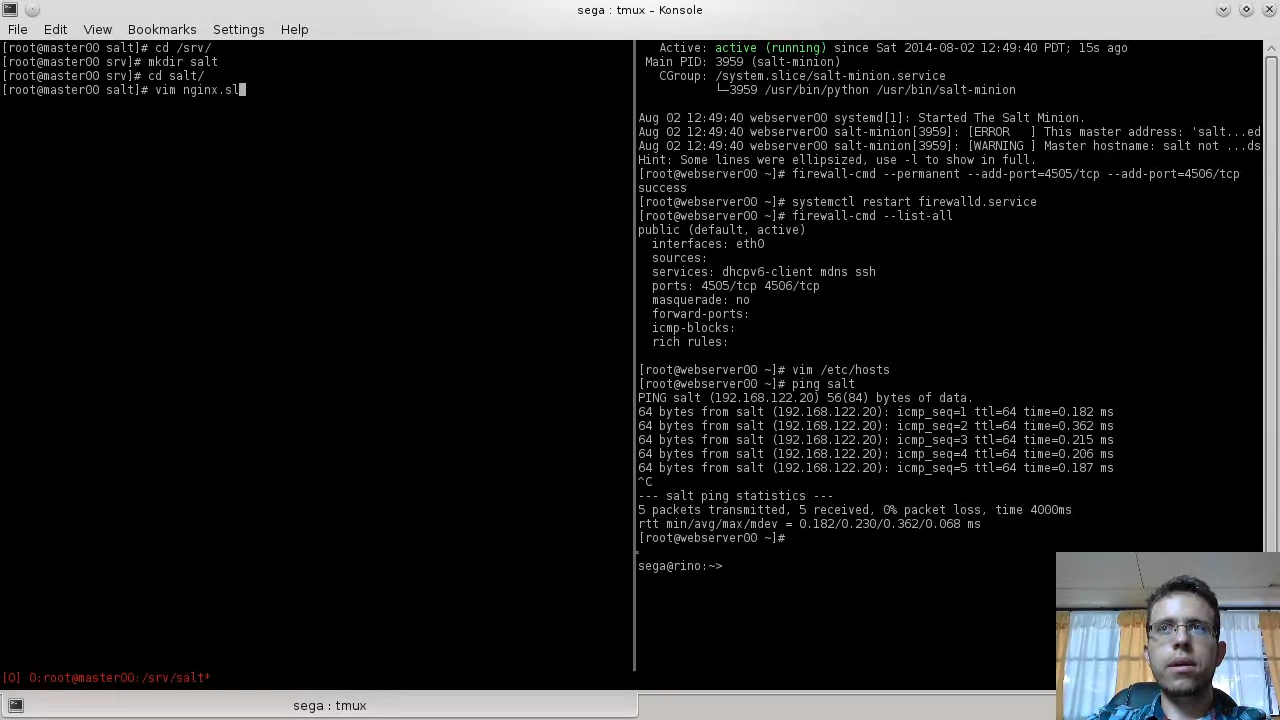 sega : tmux – Konsole
File Edit View Bookmarks Settings Help
[root@master00 salt]# cd /srv/
[root@master00 srv]# mkdir salt
[root@master00 srv]# cd salt/
[root@master00 salt]# vim nginx.sl
Active: active (running) since Sat 2014-08-02 12:49:40 PDT; 15s ago
Main PID: 3959 (salt-minion)
CGroup: /system.slice/salt-minion.service
└─3959 /usr/bin/python /usr/bin/salt-minion
Aug 02 12:49:40 webserver00 systemd[1]: Started The Salt Minion.
Aug 02 12:49:40 webserver00 salt-minion[3959]: [ERROR   ] This master address: 'salt...ed
Aug 02 12:49:40 webserver00 salt-minion[3959]: [WARNING ] Master hostname: salt not ...ds
Hint: Some lines were ellipsized, use -l to show in full.
[root@webserver00 ~]# firewall-cmd --permanent --add-port=4505/tcp --add-port=4506/tcp
success
[root@webserver00 ~]# systemctl restart firewalld.service
[root@webserver00 ~]# firewall-cmd --list-all
public (default, active)
interfaces: eth0
sources:
services: dhcpv6-client mdns ssh
ports: 4505/tcp 4506/tcp
masquerade: no
forward-ports:
icmp-blocks:
rich rules:
[root@webserver00 ~]# vim /etc/hosts
[root@webserver00 ~]# ping salt
PING salt (192.168.122.20) 56(84) bytes of data.
64 bytes from salt (192.168.122.20): icmp_seq=1 ttl=64 time=0.182 ms
64 bytes from salt (192.168.122.20): icmp_seq=2 ttl=64 time=0.362 ms
64 bytes from salt (192.168.122.20): icmp_seq=3 ttl=64 time=0.215 ms
64 bytes from salt (192.168.122.20): icmp_seq=4 ttl=64 time=0.206 ms
64 bytes from salt (192.168.122.20): icmp_seq=5 ttl=64 time=0.187 ms
^C
--- salt ping statistics ---
5 packets transmitted, 5 received, 0% packet loss, time 4000ms
rtt min/avg/max/mdev = 0.182/0.230/0.362/0.068 ms
[root@webserver00 ~]#
sega@rino:~>
[0] 0:root@master00:/srv/salt*
sega : tmux